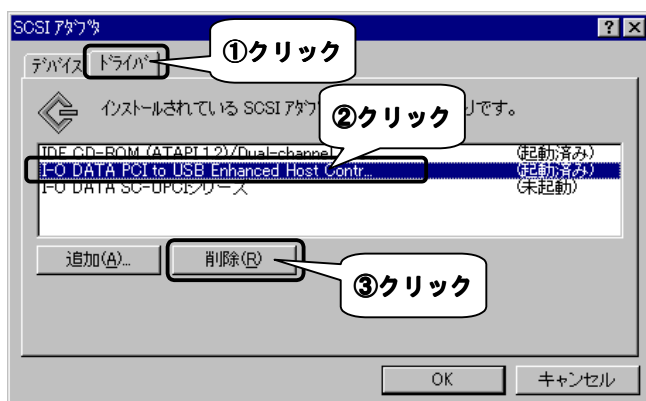 SCSI アダプタ
デバイス ドライバ
①クリック
インストールされている SCSI アダプ りです。
②クリック
IDE CD-ROM (ATAPI 1.2)/Dual-channel (起動済み)
I-O DATA PCI to USB Enhanced Host Contr... (起動済み)
I-O DATA SC-UPCIシリーズ (未起動)
追加(A)... 削除(R)
③クリック
OK キャンセル